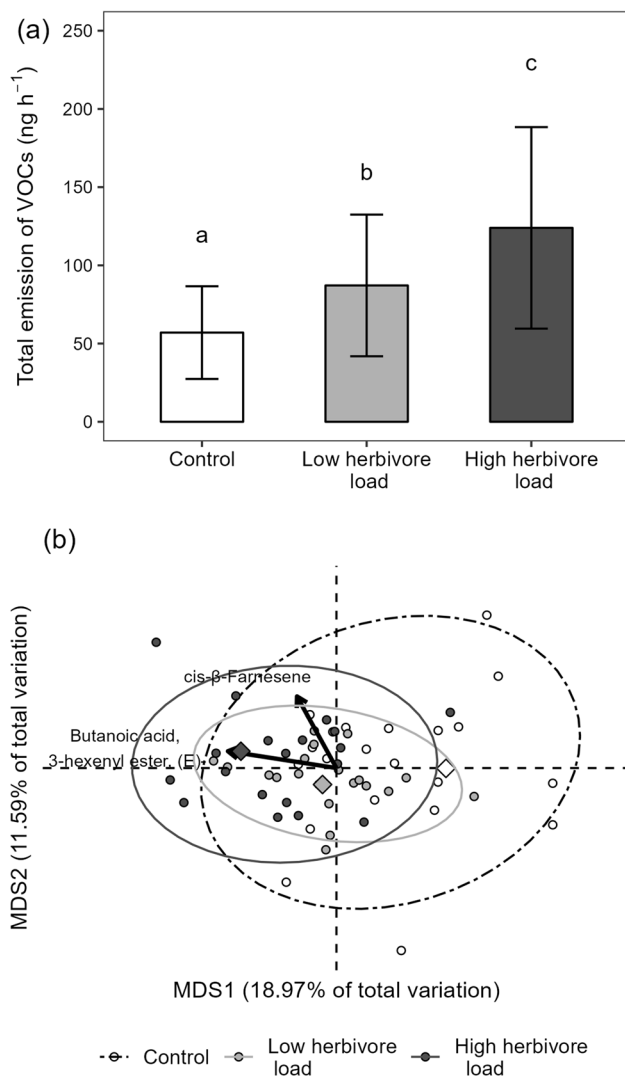 (a)
Total emission of VOCs (ng h⁻¹)
250
200
150
100
50
0
a
b
c
Control
Low herbivore
load
High herbivore
load
(b)
MDS2 (11.59% of total variation)
cis-β-Farnesene
Butanoic acid,
3-hexenyl ester, (E)-
MDS1 (18.97% of total variation)
Control
Low herbivore
load
High herbivore
load